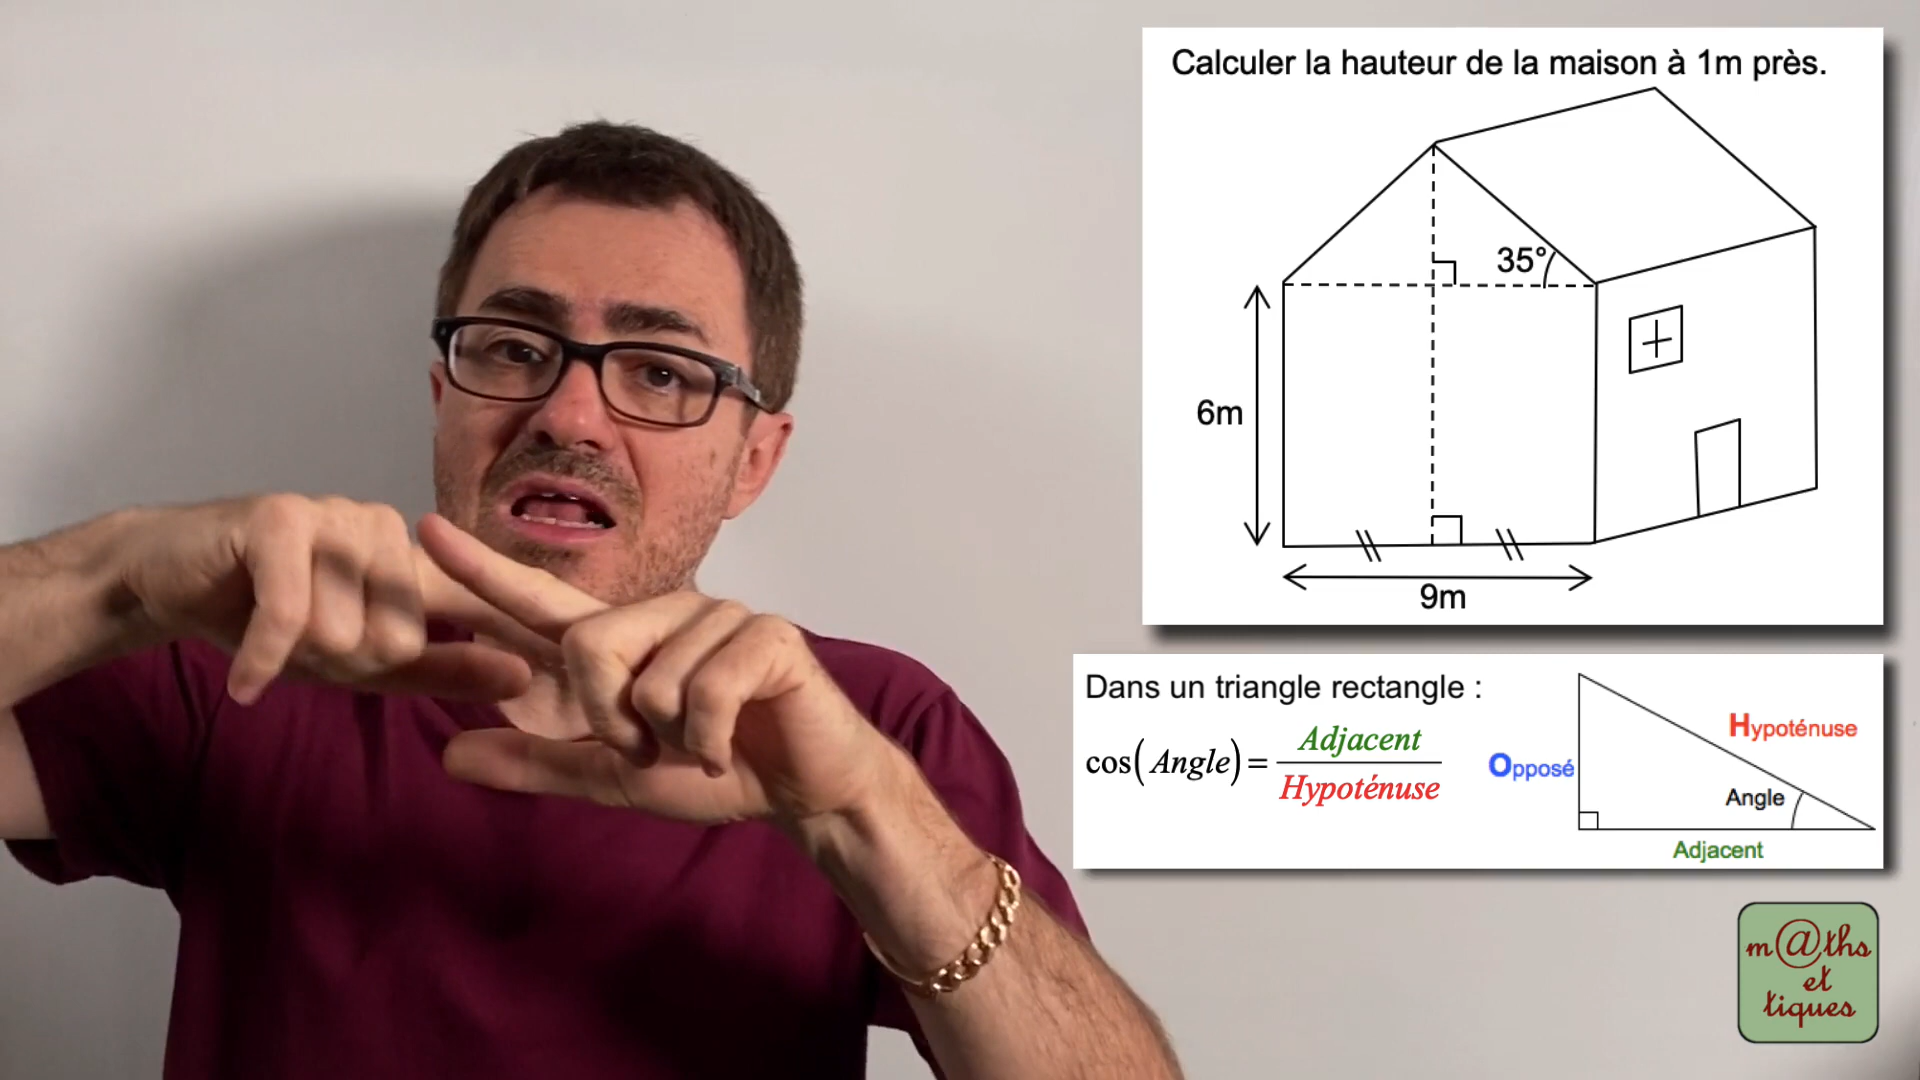 Calculer la hauteur de la maison à 1m près.
35°
6m
9m
Dans un triangle rectangle :
cos(Angle)=Adjacent/Hypoténuse
Hypoténuse
Opposé
Angle
Adjacent
m@ths
et
tiques